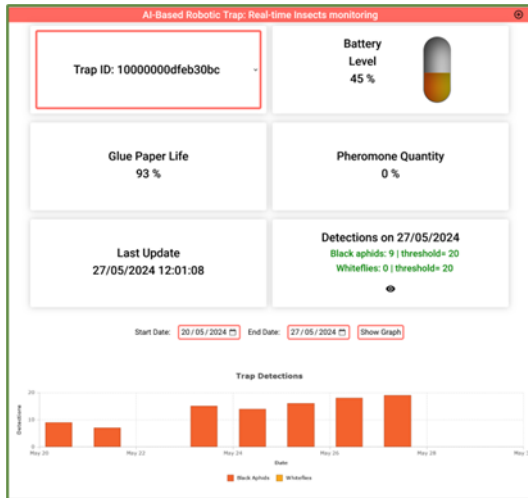 AI-Based Robotic Trap: Real-time Insects monitoring
Trap ID: 10000000dfeb30bc
Battery
Level
45 %
Glue Paper Life
93 %
Pheromone Quantity
0 %
Last Update
27/05/2024 12:01:08
Detections on 27/05/2024
Black aphids: 9 | threshold= 20
Whiteflies: 0 | threshold= 20
Start Date: 20/05/2024 End Date: 27/05/2024 Show Graph
Trap Detections
Detections
20
10
0
May 20 May 22 May 24 May 26 May 28 May
Date
Black Aphids Whiteflies